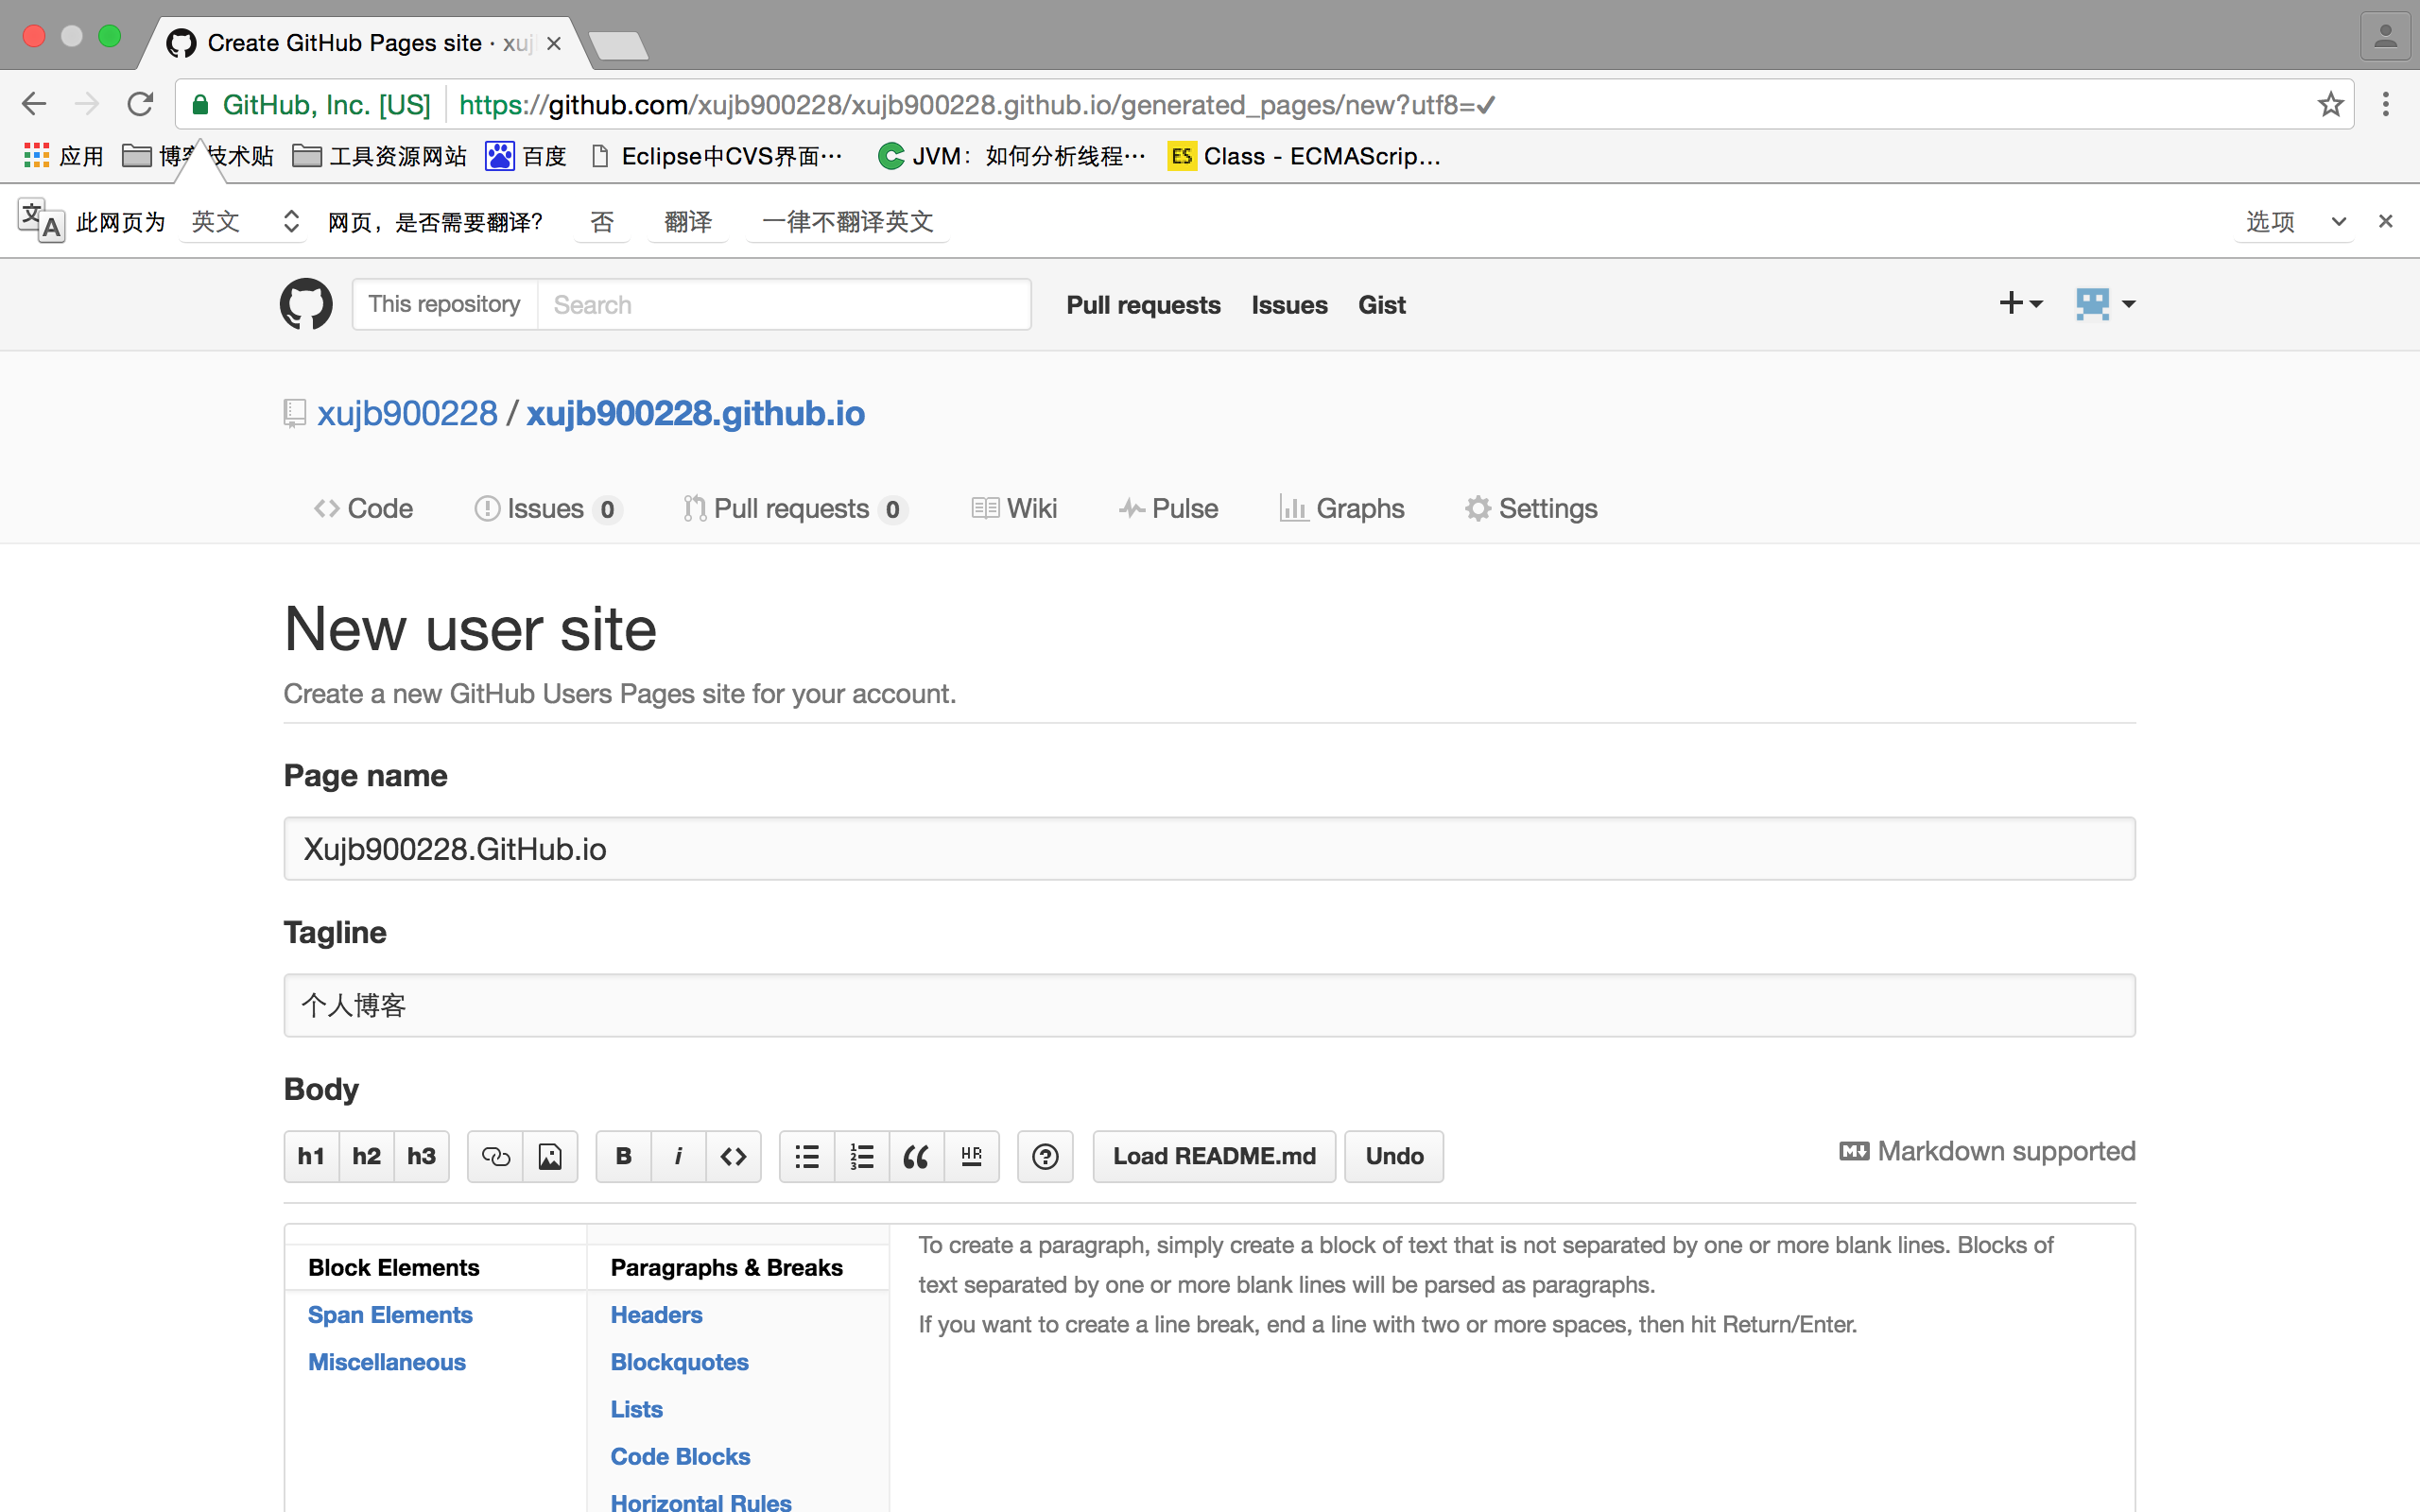 Create GitHub Pages site · xuj
GitHub, Inc. [US] https://github.com/xujb900228/xujb900228.github.io/generated_pages/new?utf8=✓
应用 博客技术贴 工具资源网站 百度 Eclipse中CVS界面… JVM：如何分析线程… ES Class - ECMAScrip…
文A 此网页为 英文 网页，是否需要翻译？ 否 翻译 一律不翻译英文 选项
This repository Search Pull requests Issues Gist
xujb900228 / xujb900228.github.io
Code Issues 0 Pull requests 0 Wiki Pulse Graphs Settings
New user site
Create a new GitHub Users Pages site for your account.
Page name
Xujb900228.GitHub.io
Tagline
个人博客
Body
h1 h2 h3 B i HR Load README.md Undo Markdown supported
Block Elements
Span Elements
Miscellaneous
Paragraphs & Breaks
Headers
Blockquotes
Lists
Code Blocks
Horizontal Rules
To create a paragraph, simply create a block of text that is not separated by one or more blank lines. Blocks of
text separated by one or more blank lines will be parsed as paragraphs.
If you want to create a line break, end a line with two or more spaces, then hit Return/Enter.